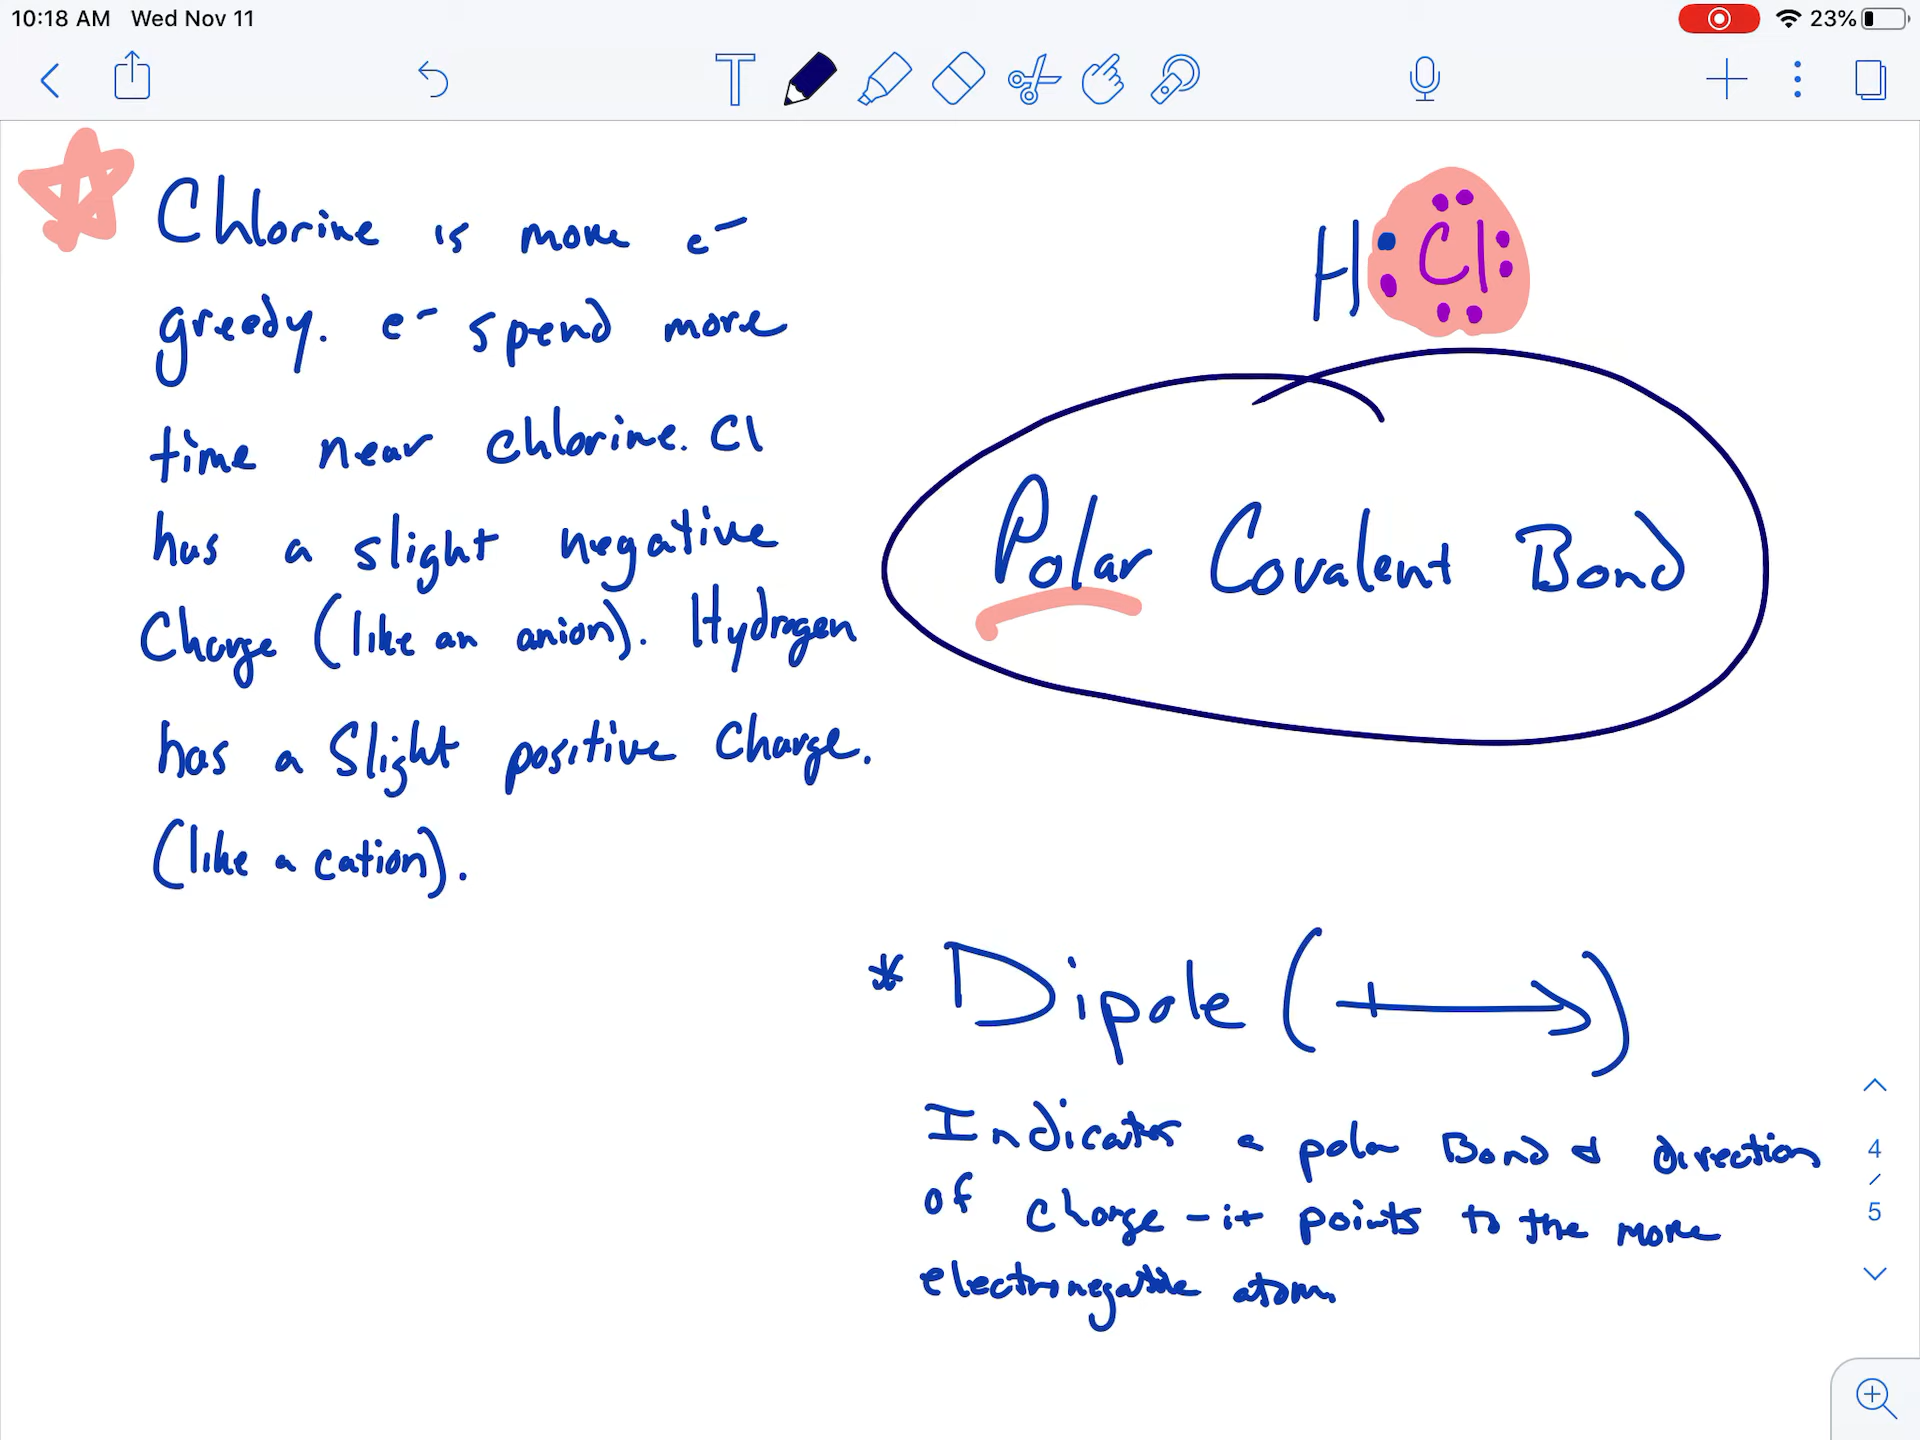 10:18 AM Wed Nov 11
23%
T
Chlorine is more e⁻
greedy. e⁻ spend more
time near chlorine. Cl
has a slight negative
Charge (like an anion). Hydrogen
has a Slight positive Charge.
(like a cation).
H Cl
Polar Covalent Bond
* Dipole ( )
Indicates a polar Bond & direction
of Charge - it points to the more
electronegative atom.
4
/
5